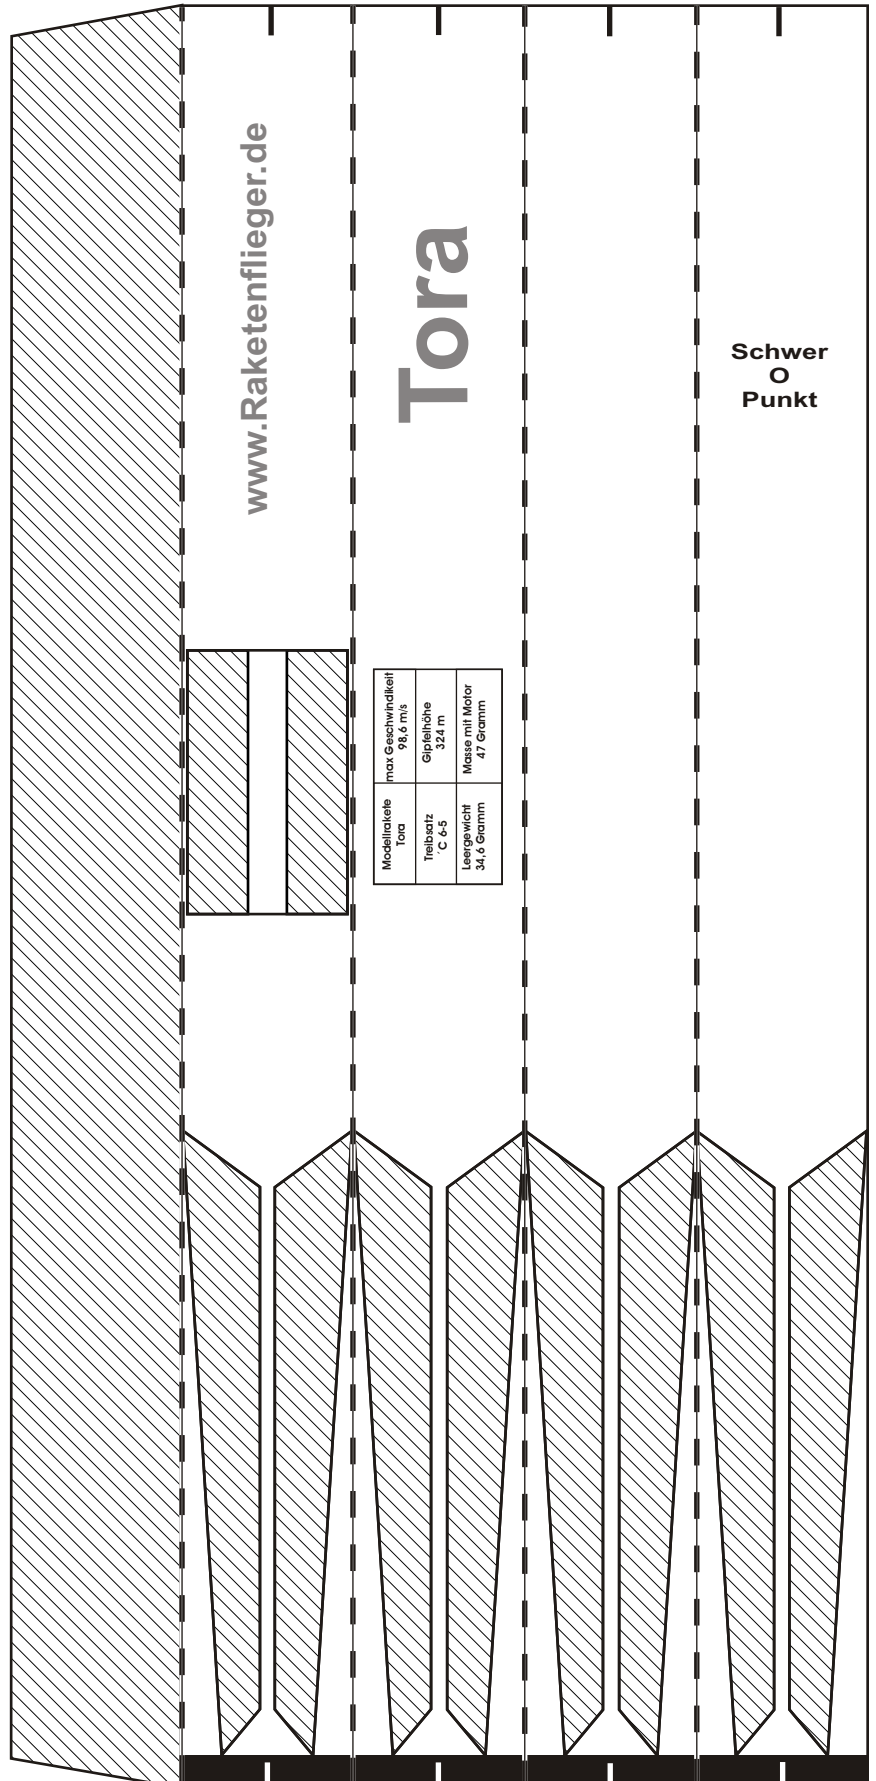 www.Raketenflieger.de
Tora
Schwer
O
Punkt
Modellrakete
Tora
max Geschwindikeit
98,6 m/s
Treibsatz
´C 6-5
Gipfelhöhe
324 m
Leergewicht
34,6 Gramm
Masse mit Motor
47 Gramm